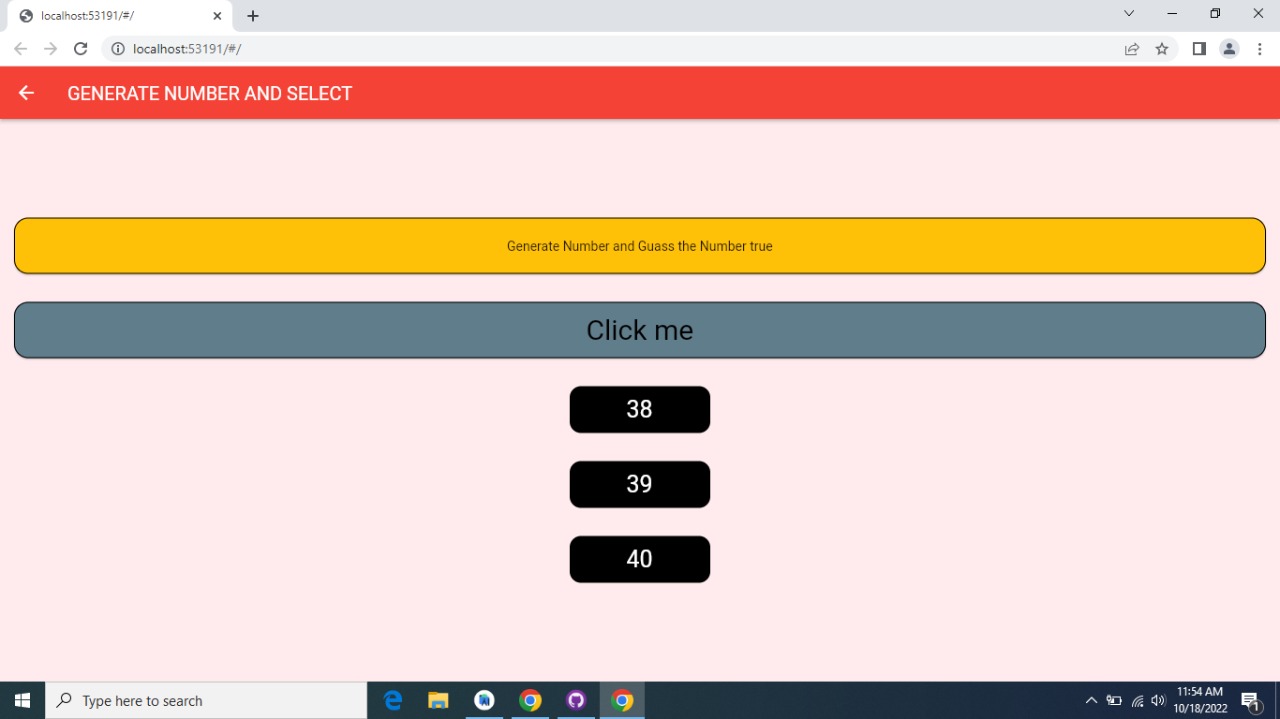 localhost:53191/#/
localhost:53191/#/
GENERATE NUMBER AND SELECT
Generate Number and Guass the Number true
Click me
38
39
40
Type here to search
11:54 AM
10/18/2022
1